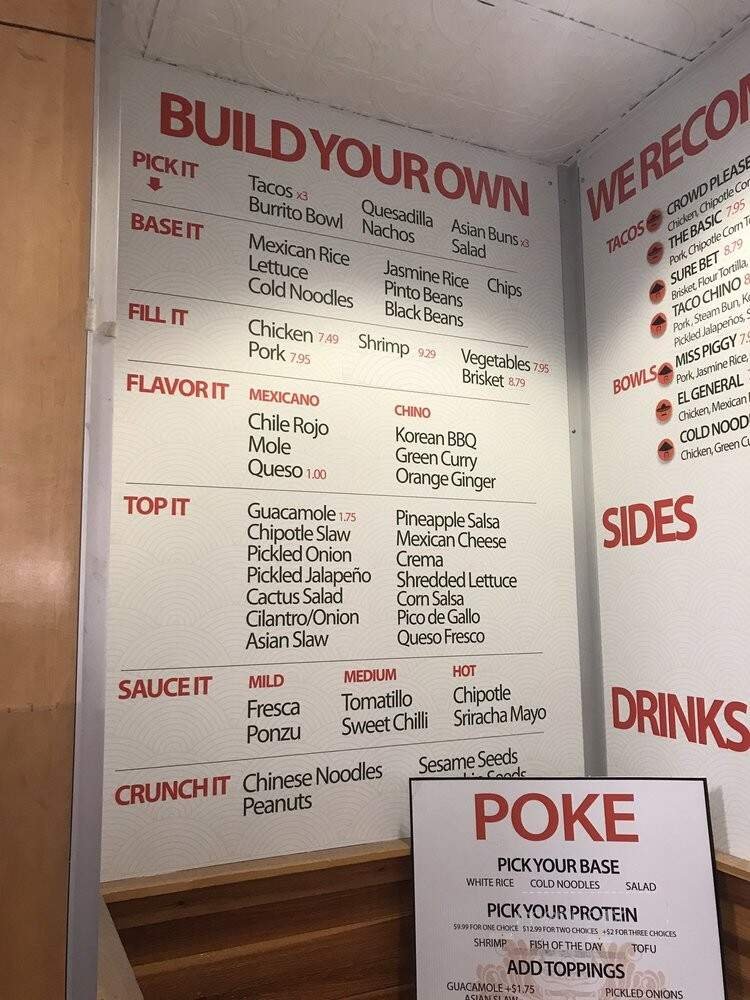 BUILD YOUR OWN
PICK IT
Tacos x3
Burrito Bowl
Quesadilla
Nachos
Asian Buns x3
Salad
BASE IT
Mexican Rice
Lettuce
Cold Noodles
Jasmine Rice
Pinto Beans
Black Beans
Chips
FILL IT
Chicken 7.49
Pork 7.95
Shrimp 9.29
Vegetables 7.95
Brisket 8.79
FLAVOR IT
MEXICANO
Chile Rojo
Mole
Queso 1.00
CHINO
Korean BBQ
Green Curry
Orange Ginger
TOP IT
Guacamole 1.75
Chipotle Slaw
Pickled Onion
Pickled Jalapeño
Cactus Salad
Cilantro/Onion
Asian Slaw
Pineapple Salsa
Mexican Cheese
Crema
Shredded Lettuce
Corn Salsa
Pico de Gallo
Queso Fresco
SAUCE IT
MILD
Fresca
Ponzu
MEDIUM
Tomatillo
Sweet Chilli
HOT
Chipotle
Sriracha Mayo
CRUNCH IT
Chinese Noodles
Peanuts
Sesame Seeds
Seeds
WE RECOM
TACOS
CROWD PLEASE
Chicken, Chipotle Cor
THE BASIC 7.95
Pork, Chipotle Corn T
SURE BET 8.79
Brisket, Flour Tortilla,
TACO CHINO 8
Pork, Steam Bun, K
Pickled Jalapeños, S
BOWLS
MISS PIGGY 7.9
Pork, Jasmine Rice,
EL GENERAL 7
Chicken, Mexican
COLD NOOD
Chicken, Green Cu
SIDES
DRINKS
POKE
PICK YOUR BASE
WHITE RICE COLD NOODLES SALAD
PICK YOUR PROTEIN
$9.99 FOR ONE CHOICE $12.99 FOR TWO CHOICES +$2 FOR THREE CHOICES
SHRIMP FISH OF THE DAY TOFU
ADD TOPPINGS
GUACAMOLE +$1.75 PICKLED ONIONS
ASIAN SLAW